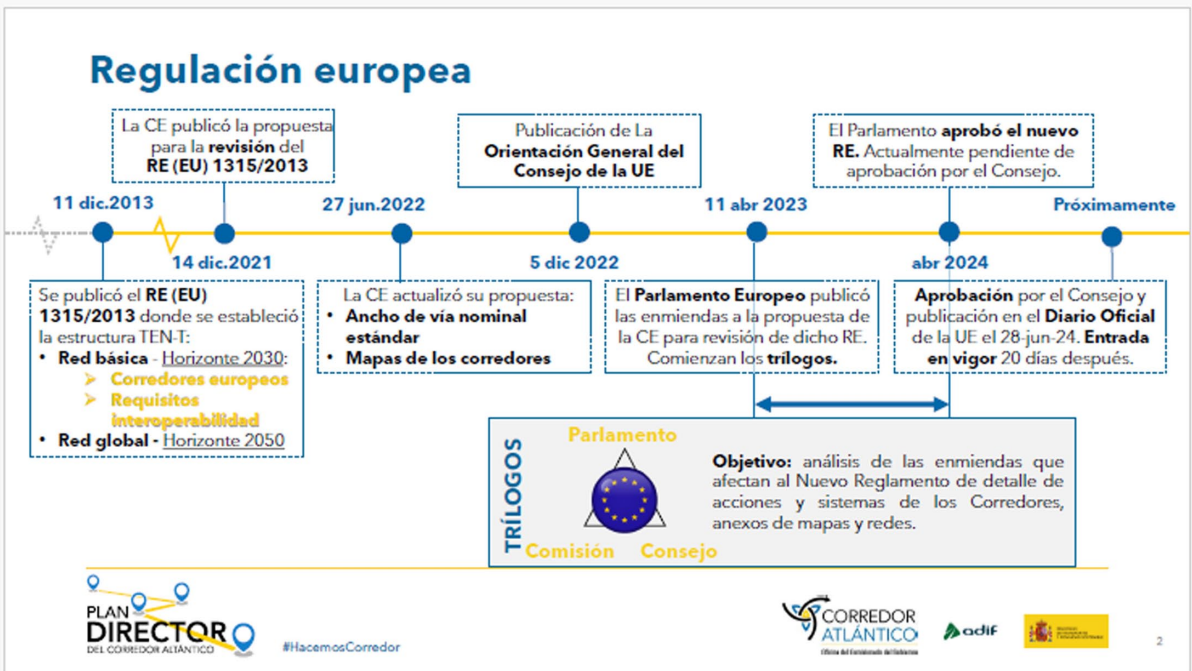 Regulación europea
La CE publicó la propuesta
para la revisión del
RE (EU) 1315/2013
Publicación de La
Orientación General del
Consejo de la UE
El Parlamento aprobó el nuevo
RE. Actualmente pendiente de
aprobación por el Consejo.
11 dic.2013
27 jun.2022
11 abr 2023
Próximamente
14 dic.2021
5 dic 2022
abr 2024
Se publicó el RE (EU)
1315/2013 donde se estableció
la estructura TEN-T:
• Red básica - Horizonte 2030:
➢ Corredores europeos
➢ Requisitos
interoperabilidad
• Red global - Horizonte 2050
La CE actualizó su propuesta:
• Ancho de vía nominal
estándar
• Mapas de los corredores
El Parlamento Europeo publicó
las enmiendas a la propuesta de
la CE para revisión de dicho RE.
Comienzan los trílogos.
Aprobación por el Consejo y
publicación en el Diario Oficial
de la UE el 28-jun-24. Entrada
en vigor 20 días después.
TRÍLOGOS
Parlamento
Comisión Consejo
Objetivo: análisis de las enmiendas que
afectan al Nuevo Reglamento de detalle de
acciones y sistemas de los Corredores,
anexos de mapas y redes.
PLAN
DIRECTOR
DEL CORREDOR ATLÁNTICO
#HacemosCorredor
CORREDOR
ATLÁNTICO
Oficina del Comisionado del Gobierno
adif
2